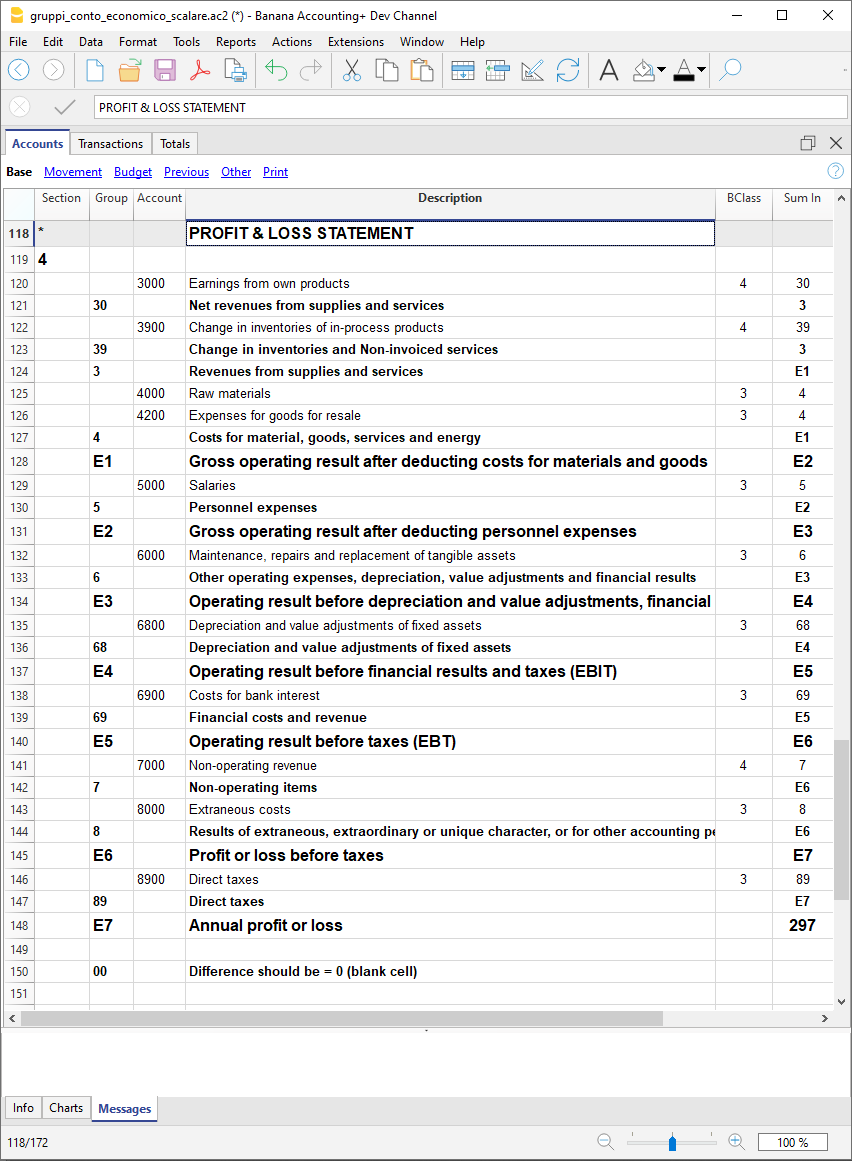 gruppi_conto_economico_scalare.ac2 (*) - Banana Accounting+ Dev Channel
File Edit Data Format Tools Reports Actions Extensions Window Help
PROFIT & LOSS STATEMENT
Accounts Transactions Totals
Base Movement Budget Previous Other Print
Section Group Account Description BClass Sum In
118 * PROFIT & LOSS STATEMENT
119 4
120 3000 Earnings from own products 4 30
121 30 Net revenues from supplies and services 3
122 3900 Change in inventories of in-process products 4 39
123 39 Change in inventories and Non-invoiced services 3
124 3 Revenues from supplies and services E1
125 4000 Raw materials 3 4
126 4200 Expenses for goods for resale 3 4
127 4 Costs for material, goods, services and energy E1
128 E1 Gross operating result after deducting costs for materials and goods E2
129 5000 Salaries 3 5
130 5 Personnel expenses E2
131 E2 Gross operating result after deducting personnel expenses E3
132 6000 Maintenance, repairs and replacement of tangible assets 3 6
133 6 Other operating expenses, depreciation, value adjustments and financial results E3
134 E3 Operating result before depreciation and value adjustments, financial E4
135 6800 Depreciation and value adjustments of fixed assets 3 68
136 68 Depreciation and value adjustments of fixed assets E4
137 E4 Operating result before financial results and taxes (EBIT) E5
138 6900 Costs for bank interest 3 69
139 69 Financial costs and revenue E5
140 E5 Operating result before taxes (EBT) E6
141 7000 Non-operating revenue 4 7
142 7 Non-operating items E6
143 8000 Extraneous costs 3 8
144 8 Results of extraneous, extraordinary or unique character, or for other accounting pe E6
145 E6 Profit or loss before taxes E7
146 8900 Direct taxes 3 89
147 89 Direct taxes E7
148 E7 Annual profit or loss 297
149
150 00 Difference should be = 0 (blank cell)
151
Info Charts Messages
118/172 100 %